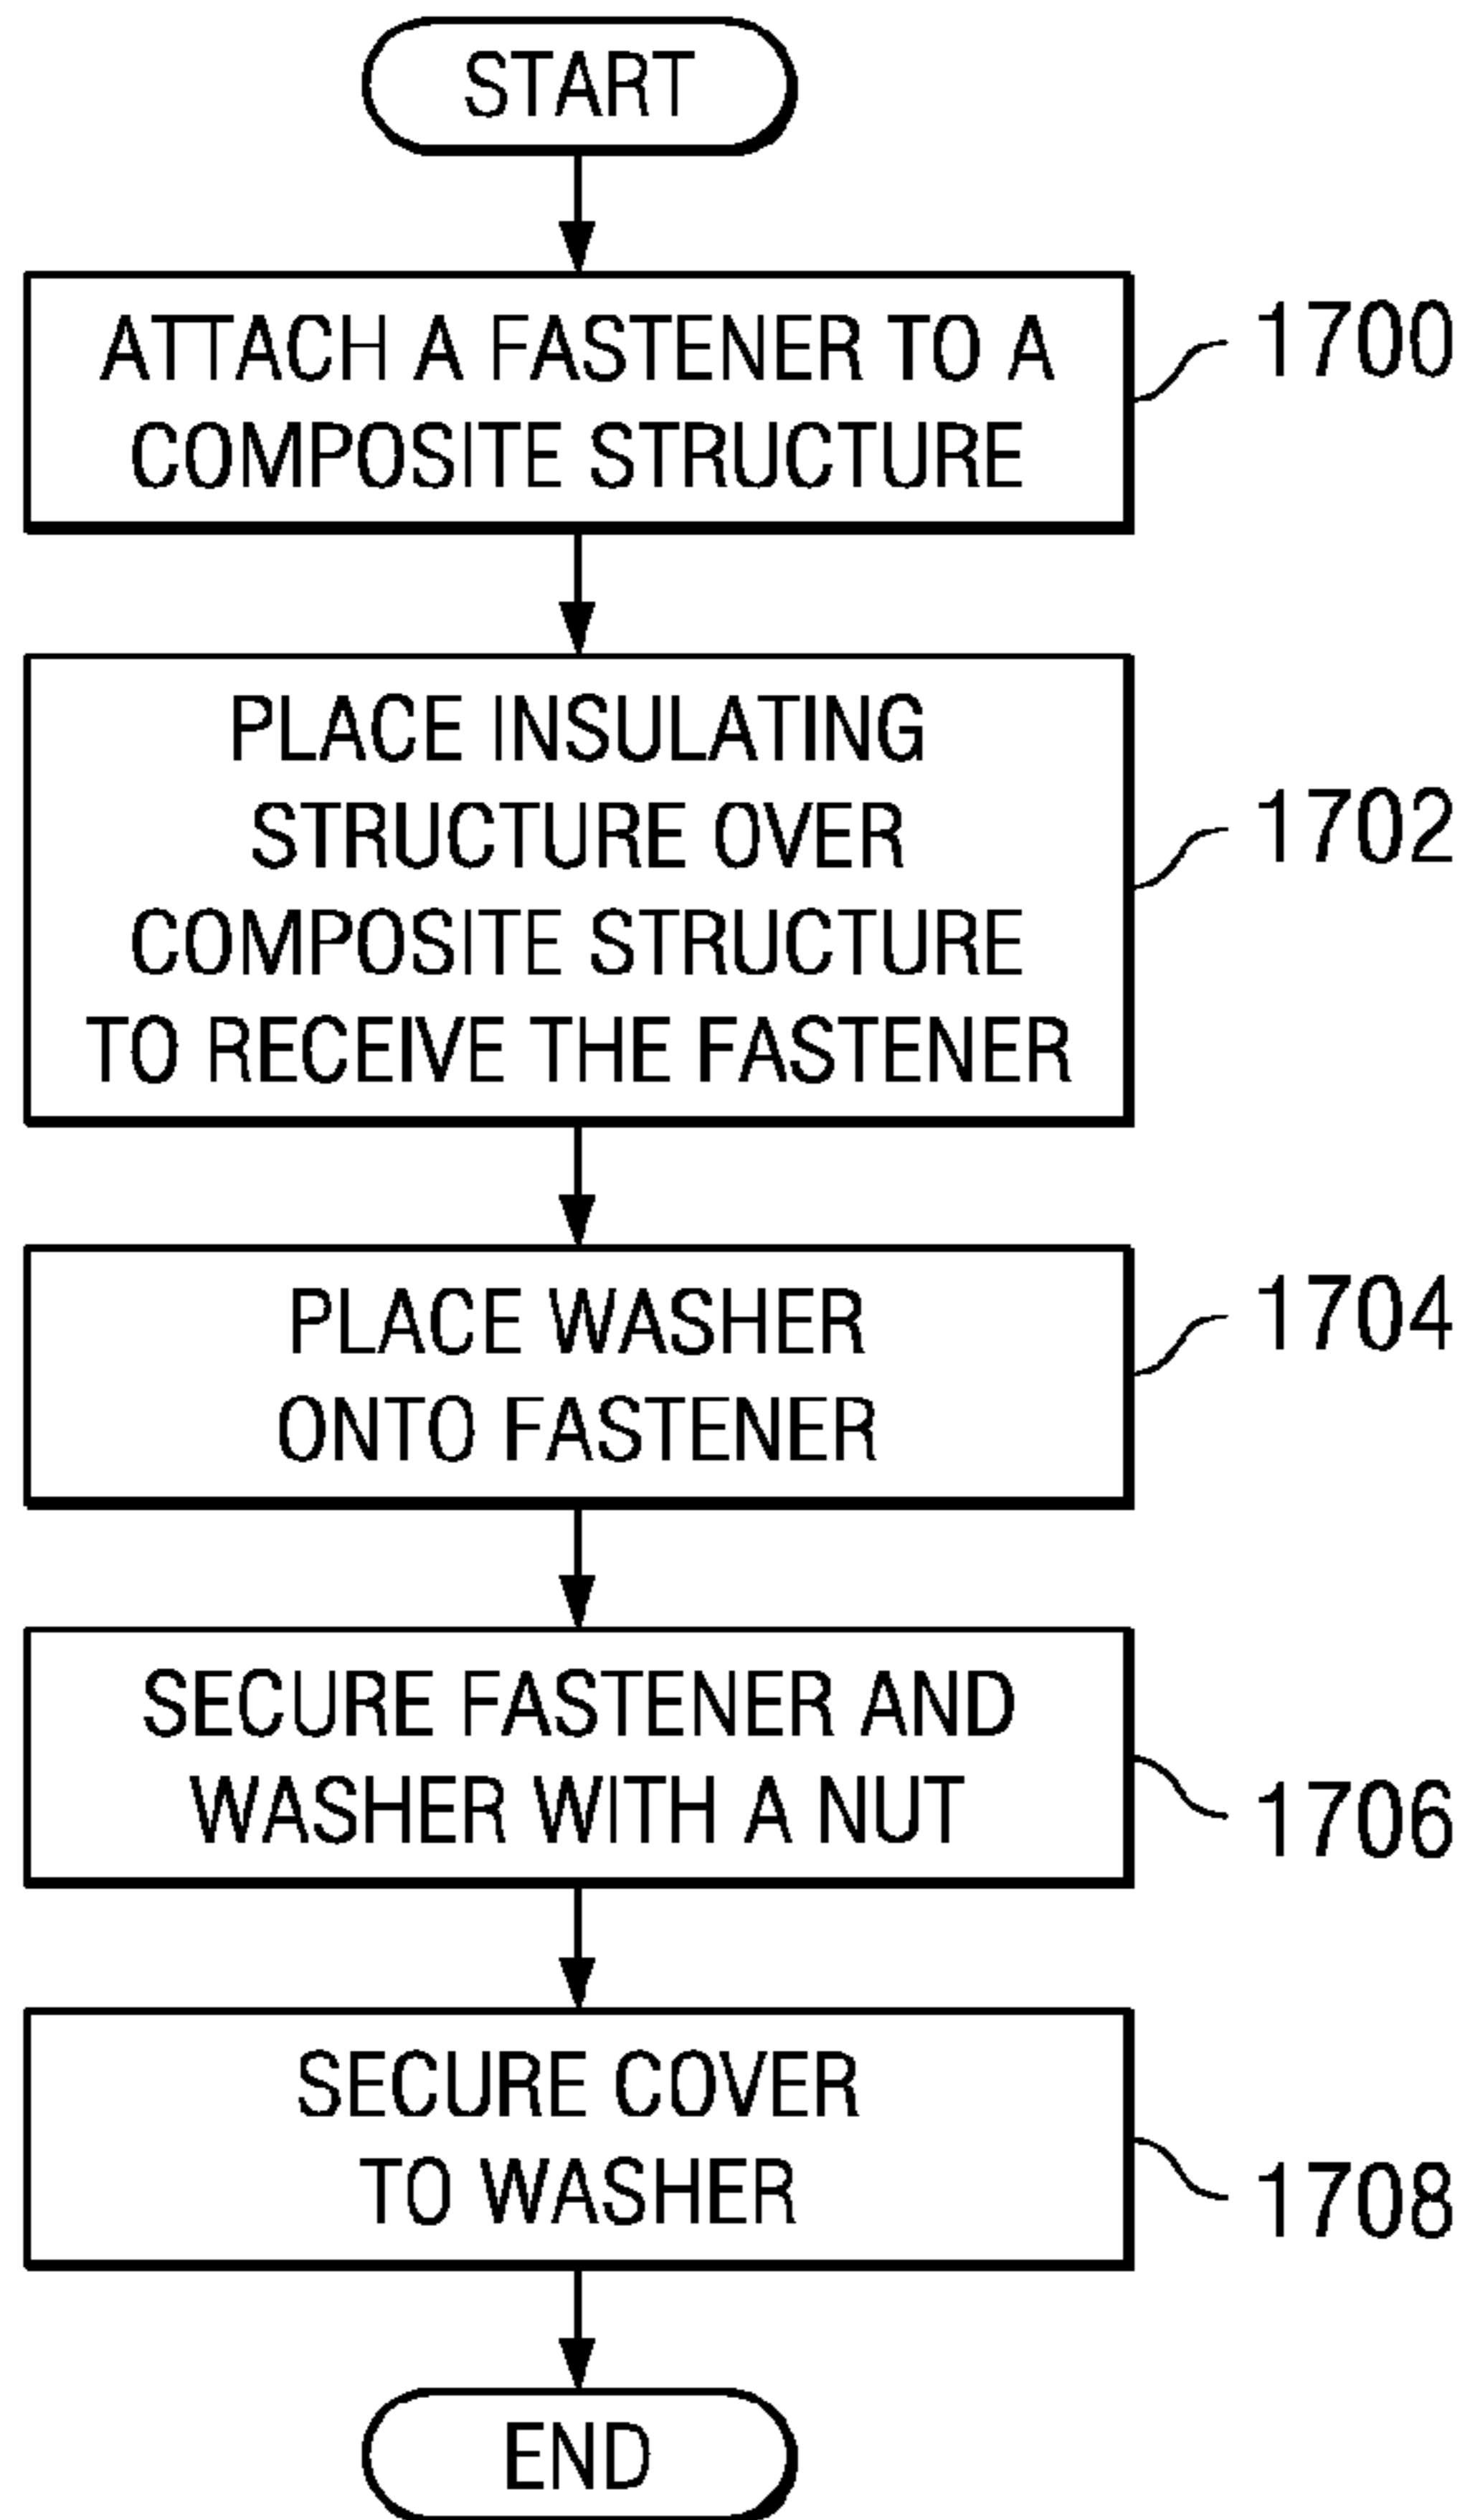 START
ATTACH A FASTENER TO A
COMPOSITE STRUCTURE
1700
PLACE INSULATING
STRUCTURE OVER
COMPOSITE STRUCTURE
TO RECEIVE THE FASTENER
1702
PLACE WASHER
ONTO FASTENER
1704
SECURE FASTENER AND
WASHER WITH A NUT
1706
SECURE COVER
TO WASHER
1708
END